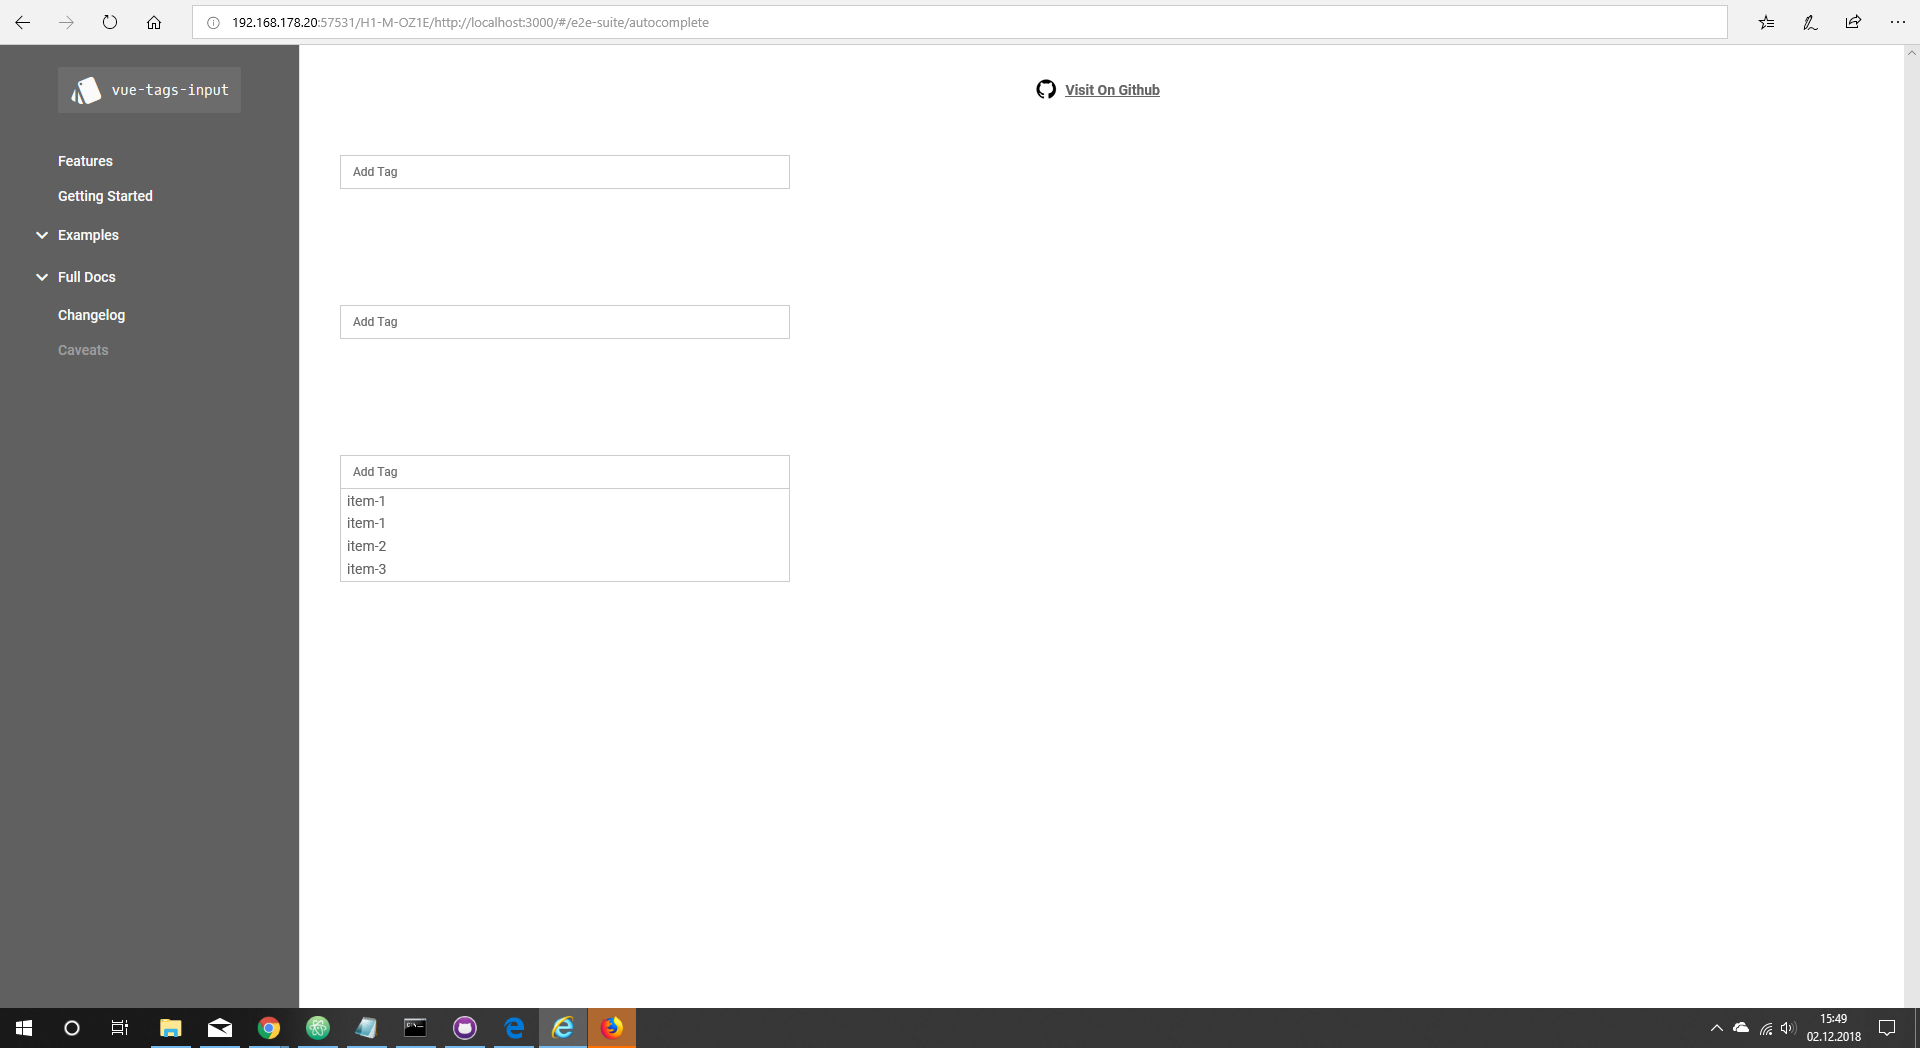 192.168.178.20:57531/H1-M-OZ1E/http://localhost:3000/#/e2e-suite/autocomplete
vue-tags-input
Visit On Github
Features
Getting Started
Examples
Full Docs
Changelog
Caveats
Add Tag
Add Tag
Add Tag
item-1
item-1
item-2
item-3
15:49
02.12.2018